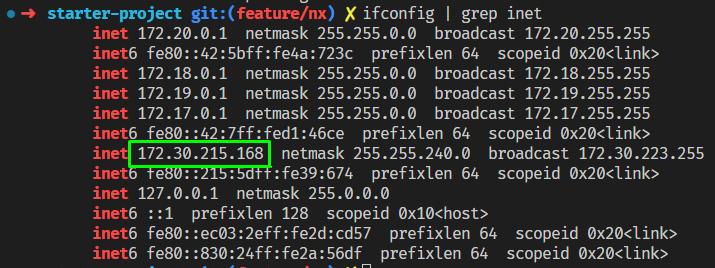 ➜ starter-project git:(feature/nx) ✗ ifconfig | grep inet
inet 172.20.0.1 netmask 255.255.0.0 broadcast 172.20.255.255
inet6 fe80::42:5bff:fe4a:723c prefixlen 64 scopeid 0x20<link>
inet 172.18.0.1 netmask 255.255.0.0 broadcast 172.18.255.255
inet 172.19.0.1 netmask 255.255.0.0 broadcast 172.19.255.255
inet 172.17.0.1 netmask 255.255.0.0 broadcast 172.17.255.255
inet6 fe80::42:7ff:fed1:46ce prefixlen 64 scopeid 0x20<link>
inet 172.30.215.168 netmask 255.255.240.0 broadcast 172.30.223.255
inet6 fe80::215:5dff:fe39:674 prefixlen 64 scopeid 0x20<link>
inet 127.0.0.1 netmask 255.0.0.0
inet6 ::1 prefixlen 128 scopeid 0x10<host>
inet6 fe80::ec03:2eff:fe2d:cd57 prefixlen 64 scopeid 0x20<link>
inet6 fe80::830:24ff:fe2a:56df prefixlen 64 scopeid 0x20<link>